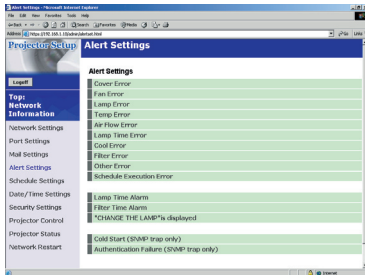 Alert Settings - Microsoft Internet Explorer
File Edit View Favorites Tools Help
Back Search Favorites Media
Address https://192.168.1.10/admin/alertset.html Go Links
Projector Setup
Alert Settings
Logoff
Top:
Network
Information
Network Settings
Port Settings
Mail Settings
Alert Settings
Schedule Settings
Date/Time Settings
Security Settings
Projector Control
Projector Status
Network Restart
Alert Settings
Cover Error
Fan Error
Lamp Error
Temp Error
Air Flow Error
Lamp Time Error
Cool Error
Filter Error
Other Error
Schedule Execution Error
Lamp Time Alarm
Filter Time Alarm
"CHANGE THE LAMP"is displayed
Cold Start (SNMP trap only)
Authentication Failure (SNMP trap only)
Internet